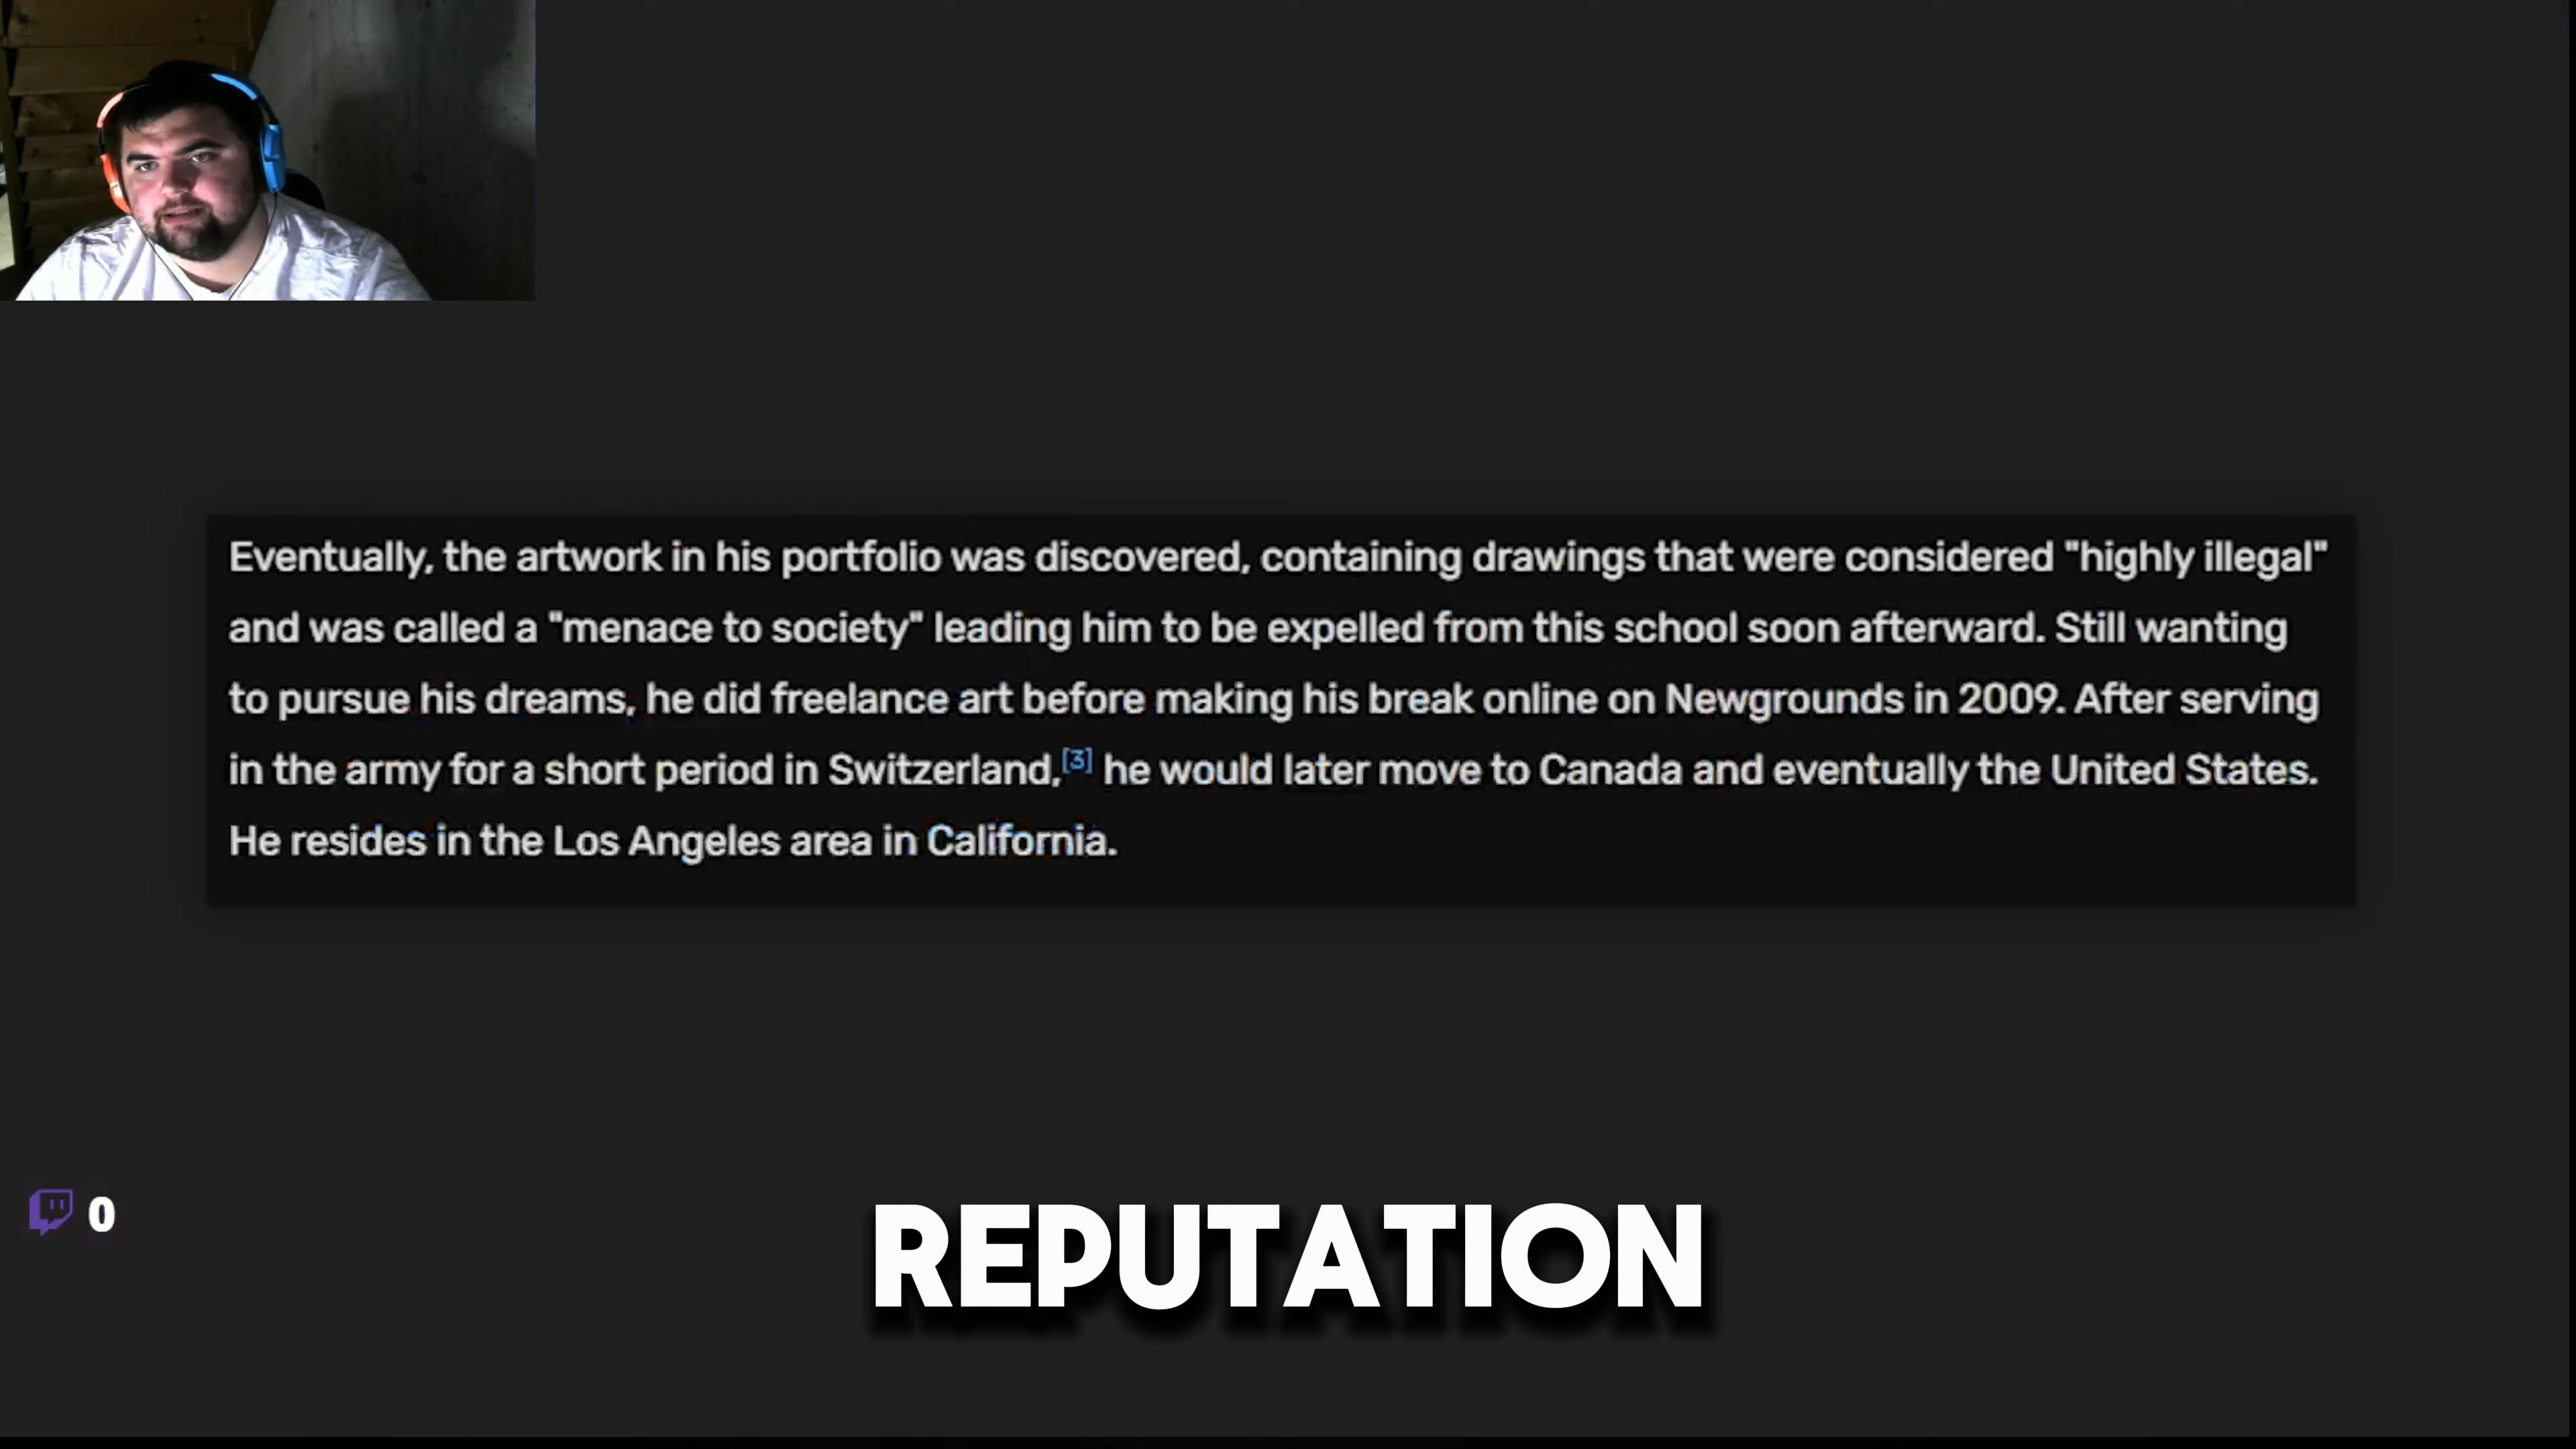 Eventually, the artwork in his portfolio was discovered, containing drawings that were considered "highly illegal"
and was called a "menace to society" leading him to be expelled from this school soon afterward. Still wanting
to pursue his dreams, he did freelance art before making his break online on Newgrounds in 2009. After serving
in the army for a short period in Switzerland,[3] he would later move to Canada and eventually the United States.
He resides in the Los Angeles area in California.
0
REPUTATION